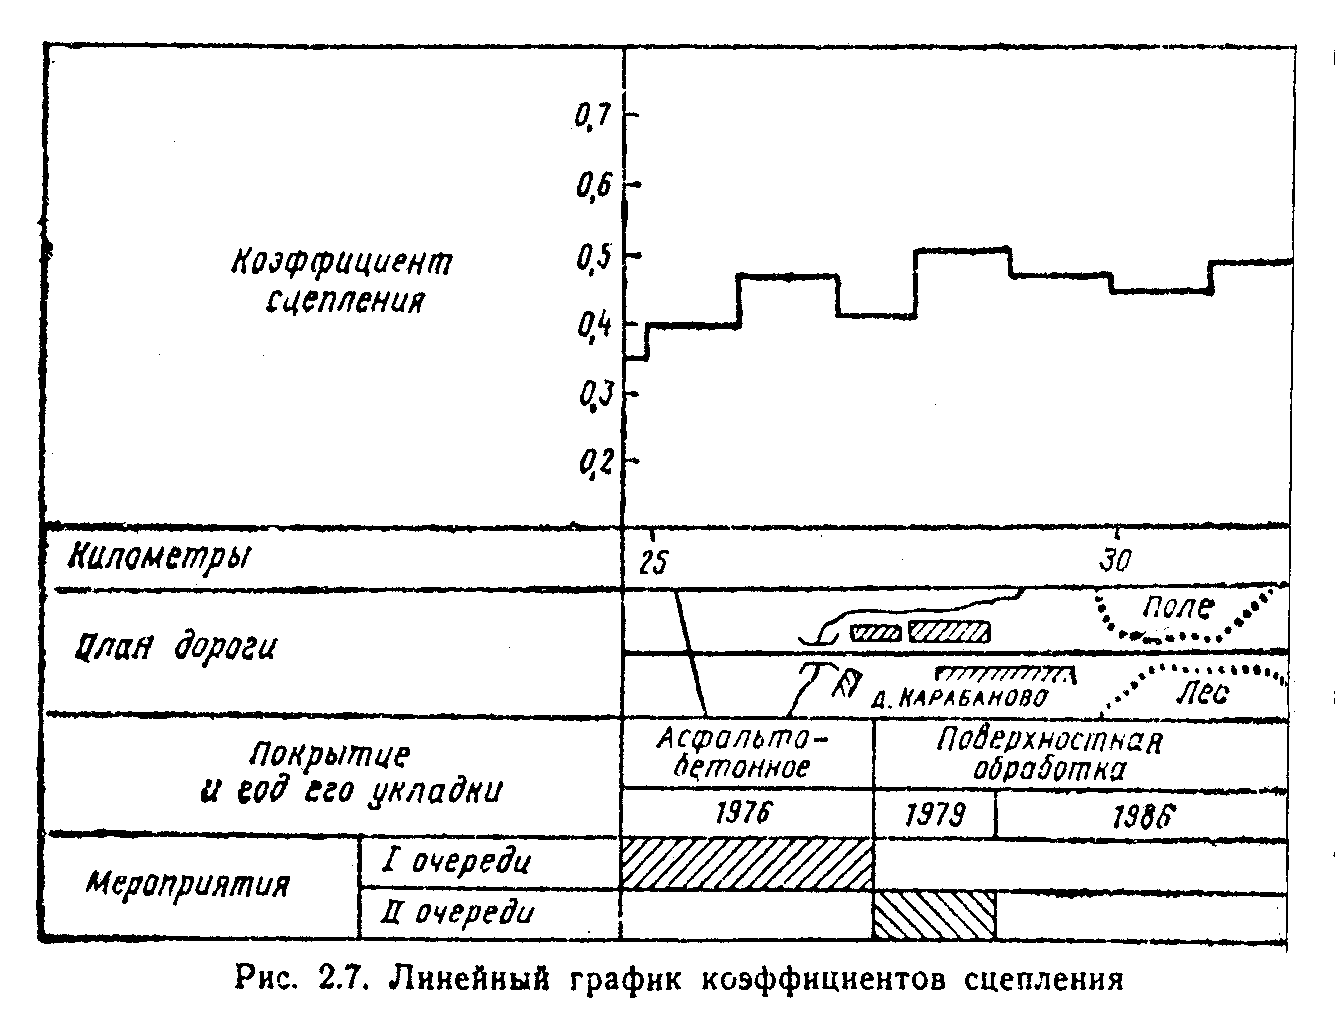 0,7
0,6
Коэффициент
сцепления
0,5
0,4
0,3
0,2
Километры
25
30
План дороги
Поле
Д. КАРАБАНОВО
Лес
Покрытие
и год его укладки
Асфальто-
бетонное
Поверхностная
обработка
1976
1979
1986
Мероприятия
I очереди
II очереди
Рис. 2.7. Линейный график коэффициентов сцепления